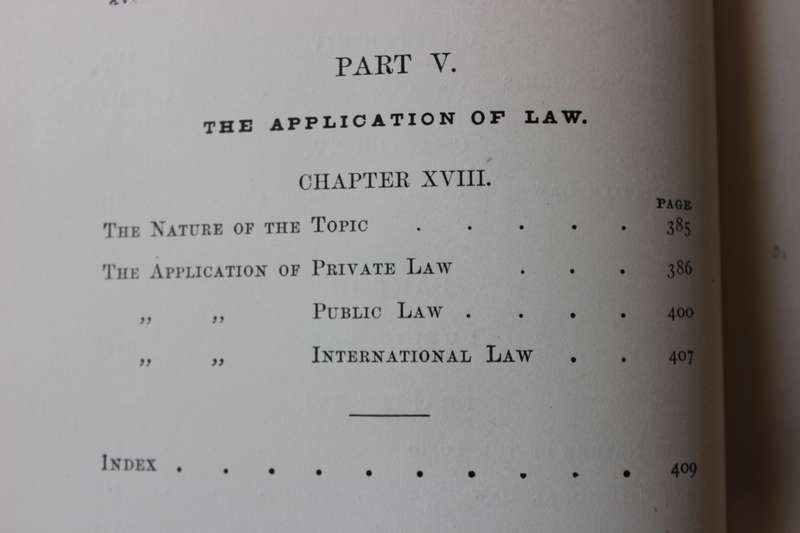 PART V.
THE APPLICATION OF LAW.
CHAPTER XVIII.
PAGE
THE NATURE OF THE TOPIC . . . . . 385
THE APPLICATION OF PRIVATE LAW . . . 386
,, ,, PUBLIC LAW . . . . 400
,, ,, INTERNATIONAL LAW . . 407
INDEX . . . . . . . . . . 409